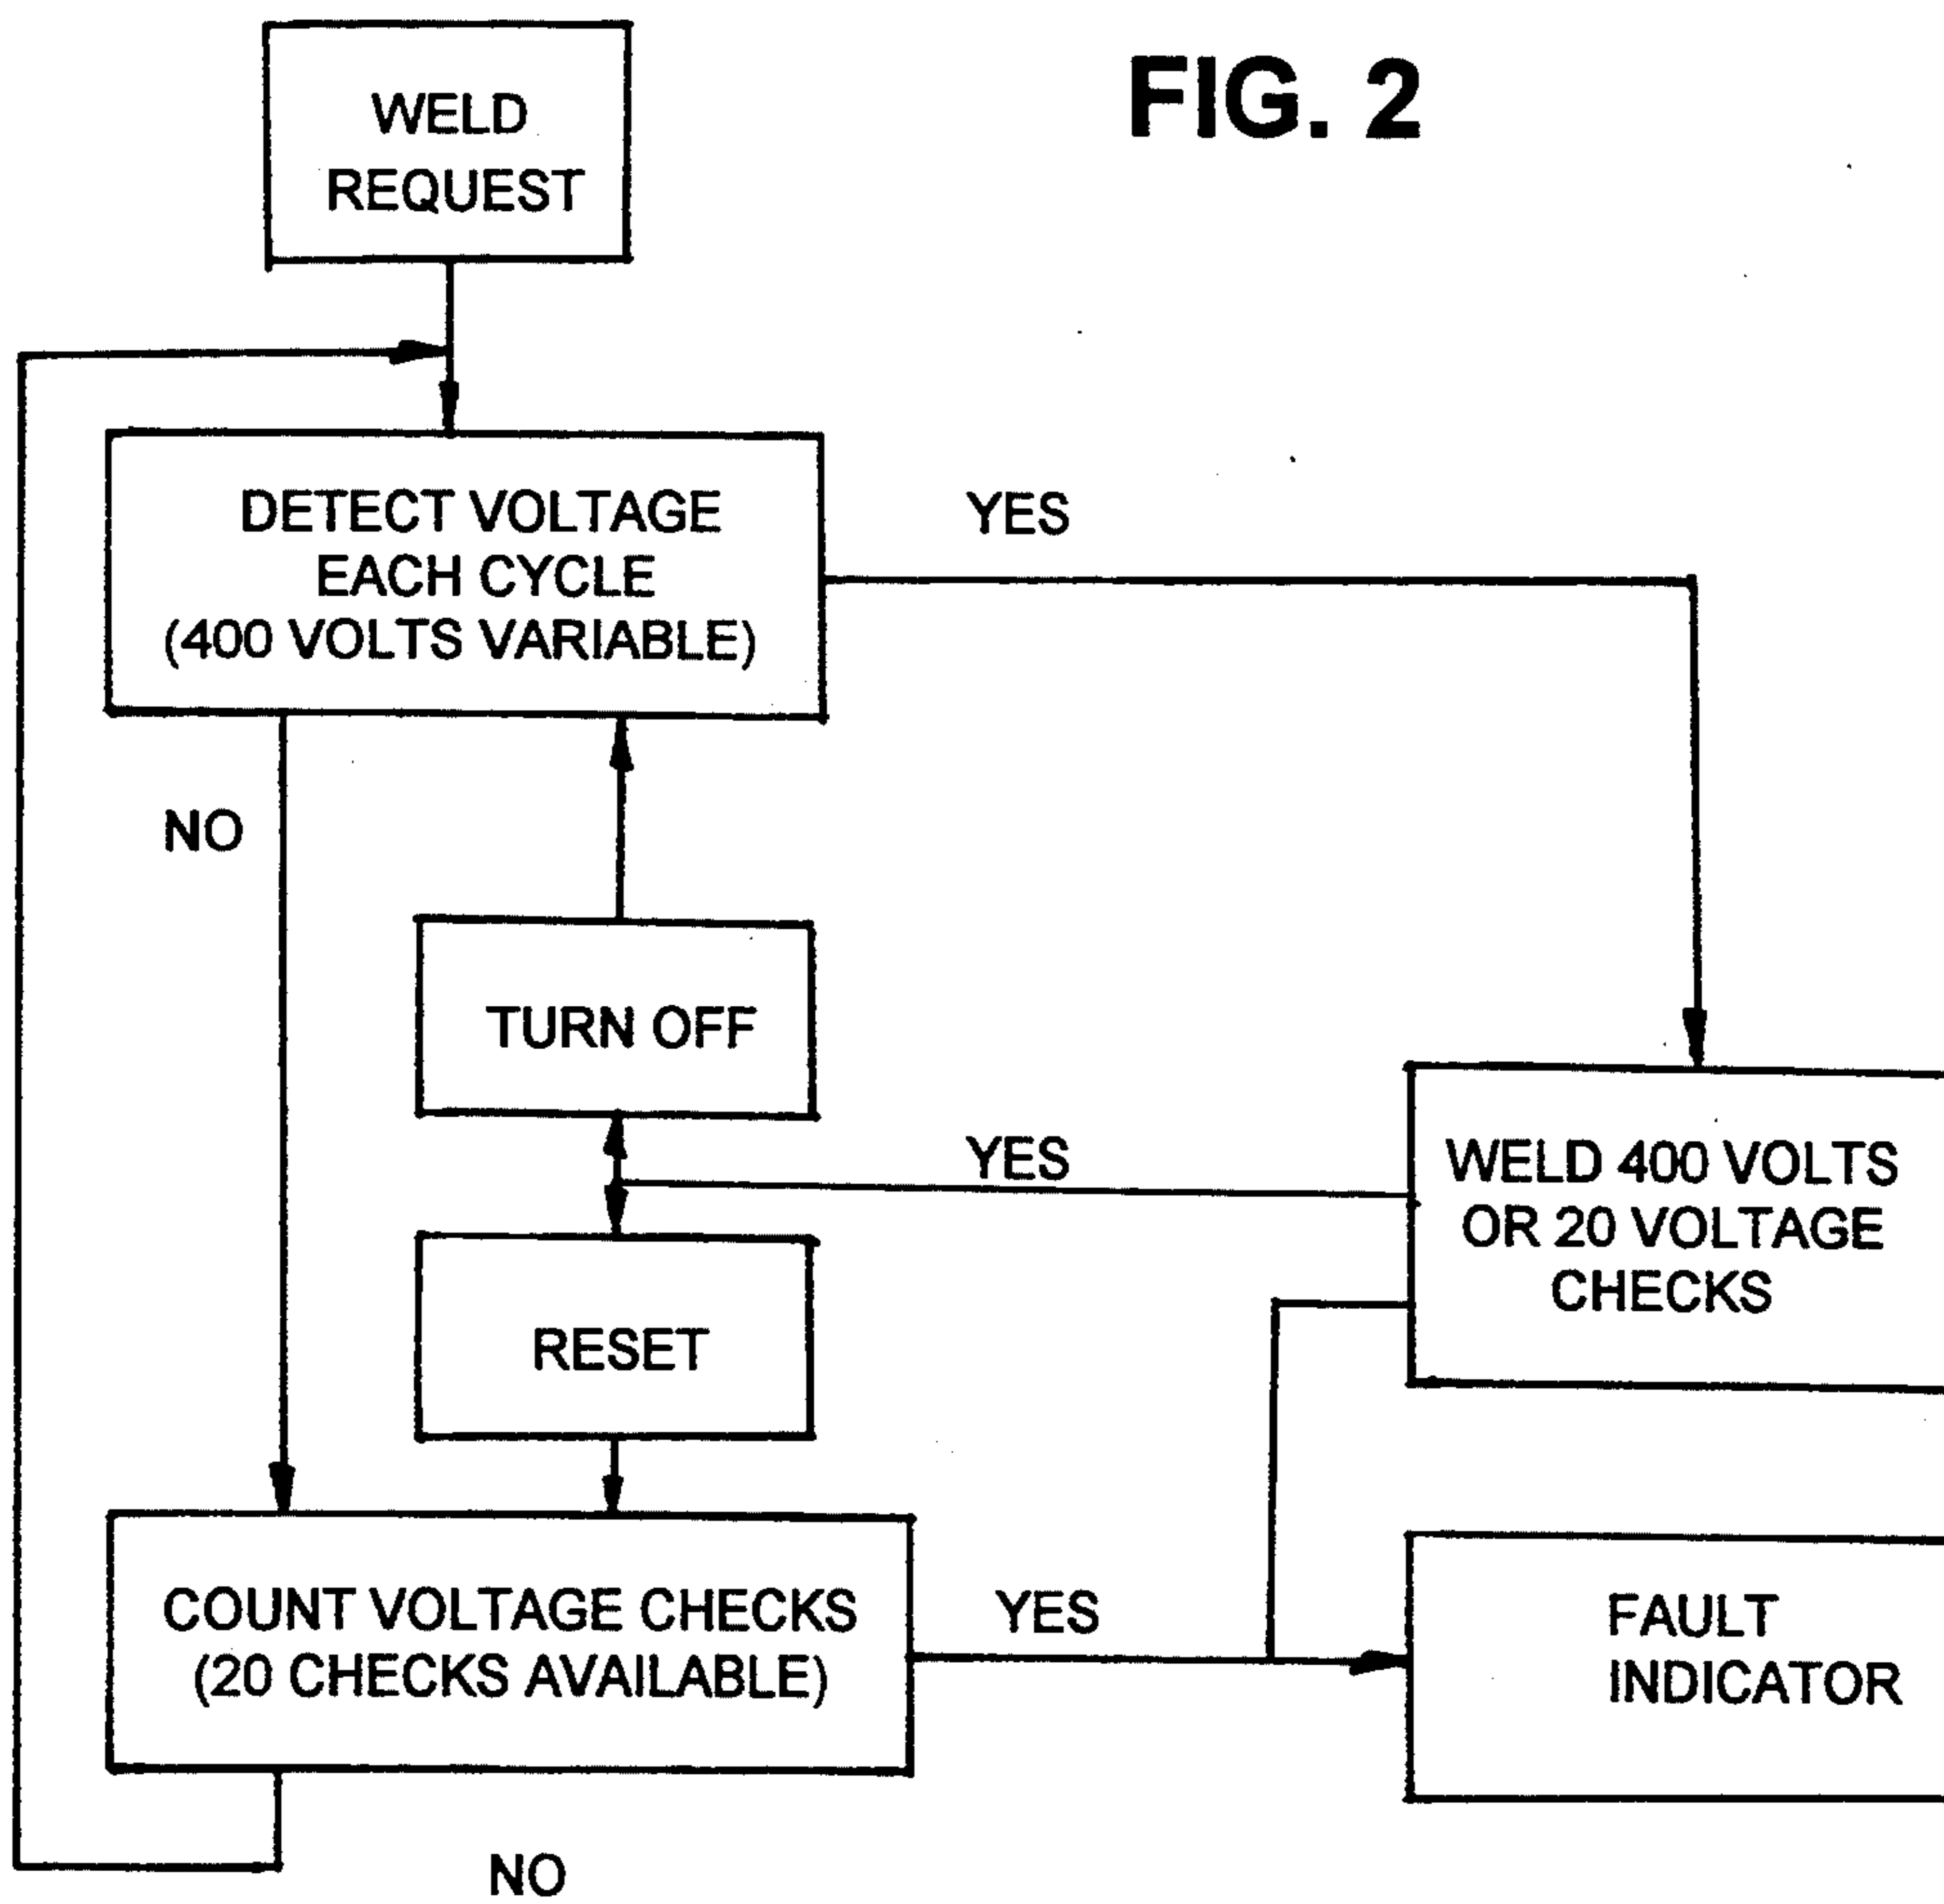 FIG. 2
WELD
REQUEST
DETECT VOLTAGE
EACH CYCLE
(400 VOLTS VARIABLE)
YES
NO
TURN OFF
YES
WELD 400 VOLTS
OR 20 VOLTAGE
CHECKS
RESET
COUNT VOLTAGE CHECKS
(20 CHECKS AVAILABLE)
YES
FAULT
INDICATOR
NO